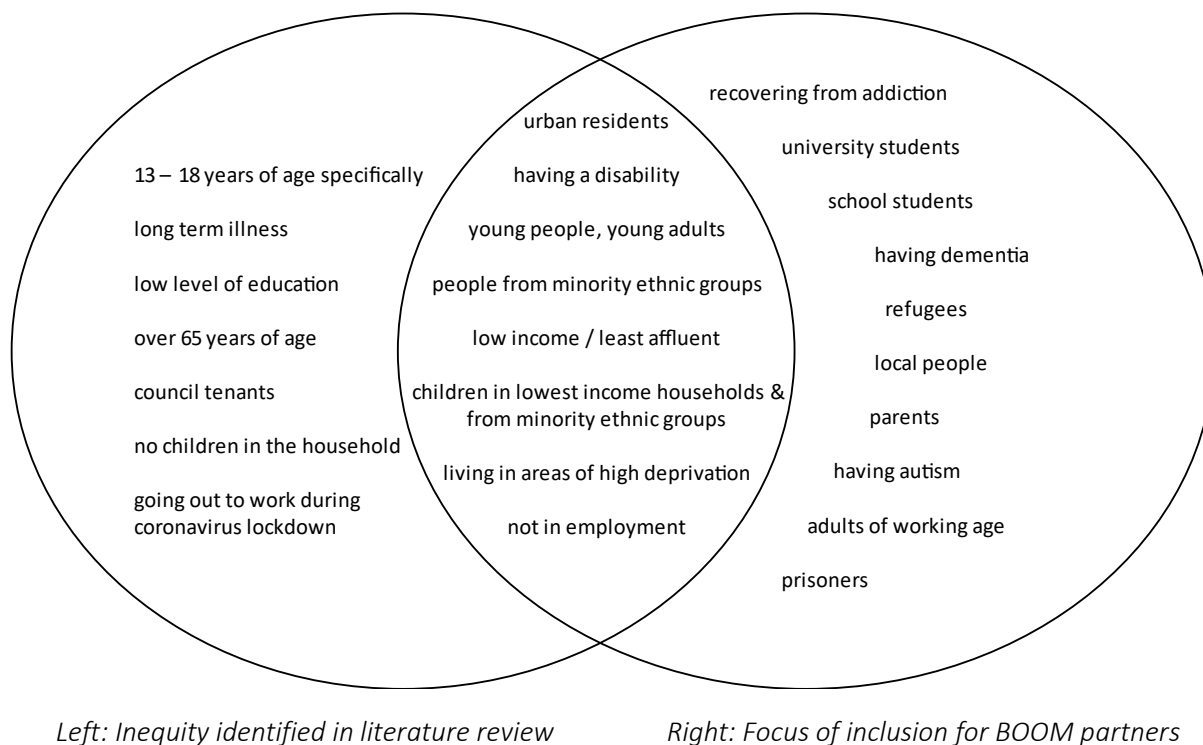 13 – 18 years of age specifically
long term illness
low level of education
over 65 years of age
council tenants
no children in the household
going out to work during
coronavirus lockdown
urban residents
having a disability
young people, young adults
people from minority ethnic groups
low income / least affluent
children in lowest income households &
from minority ethnic groups
living in areas of high deprivation
not in employment
recovering from addiction
university students
school students
having dementia
refugees
local people
parents
having autism
adults of working age
prisoners
Left: Inequity identified in literature review
Right: Focus of inclusion for BOOM partners